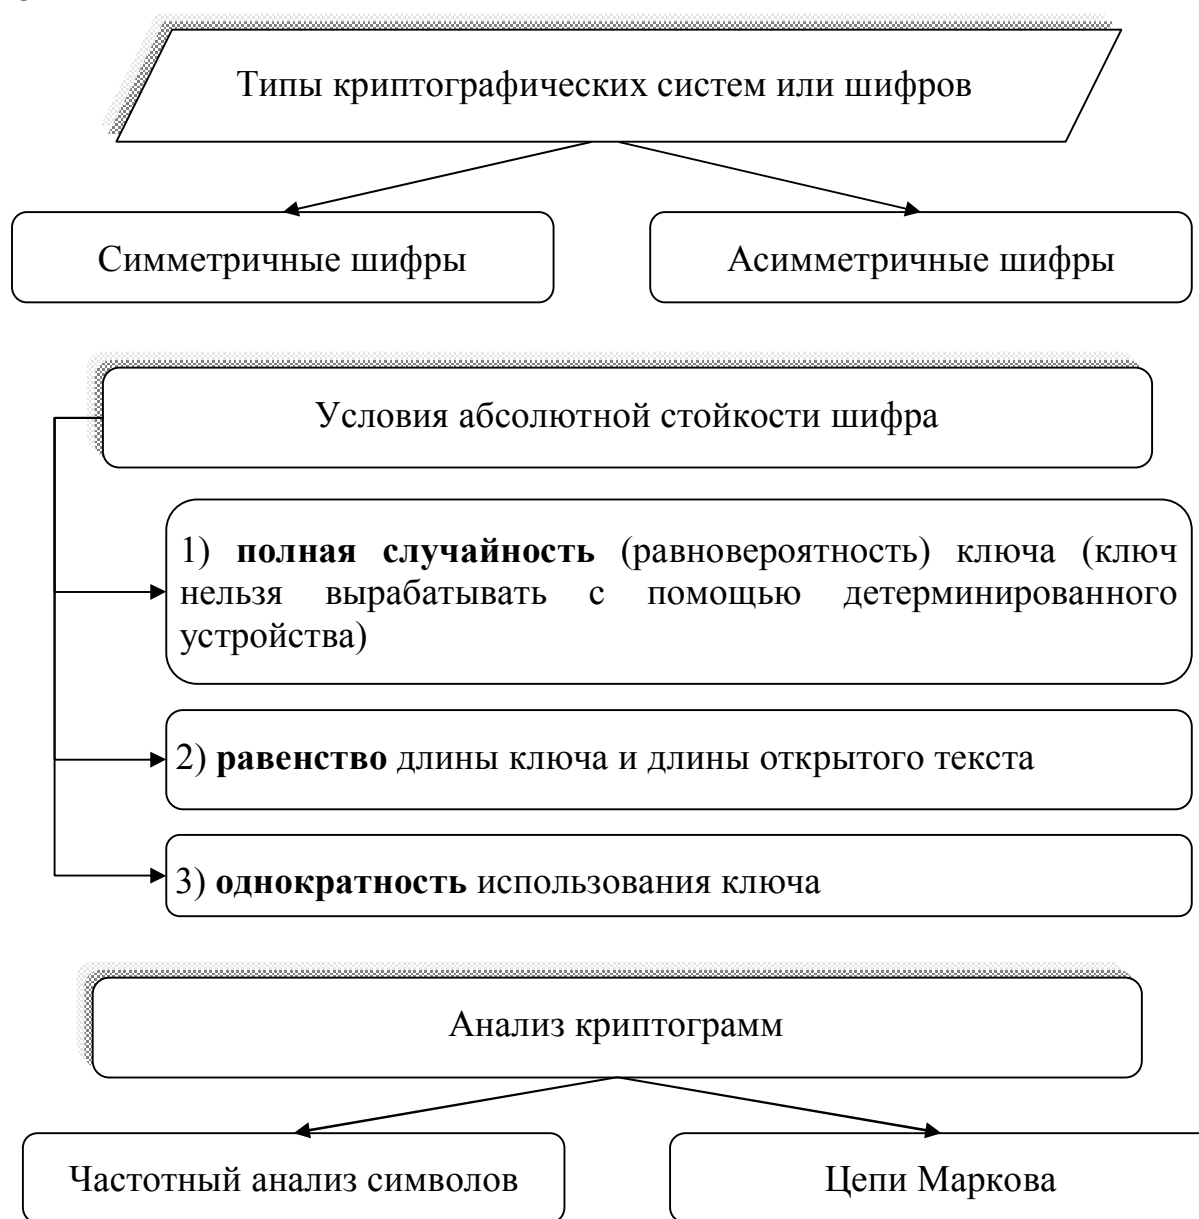 Типы криптографических систем или шифров
Симметричные шифры
Асимметричные шифры
Условия абсолютной стойкости шифра
1) полная случайность (равновероятность) ключа (ключ
нельзя вырабатывать с помощью детерминированного
устройства)
2) равенство длины ключа и длины открытого текста
3) однократность использования ключа
Анализ криптограмм
Частотный анализ символов
Цепи Маркова